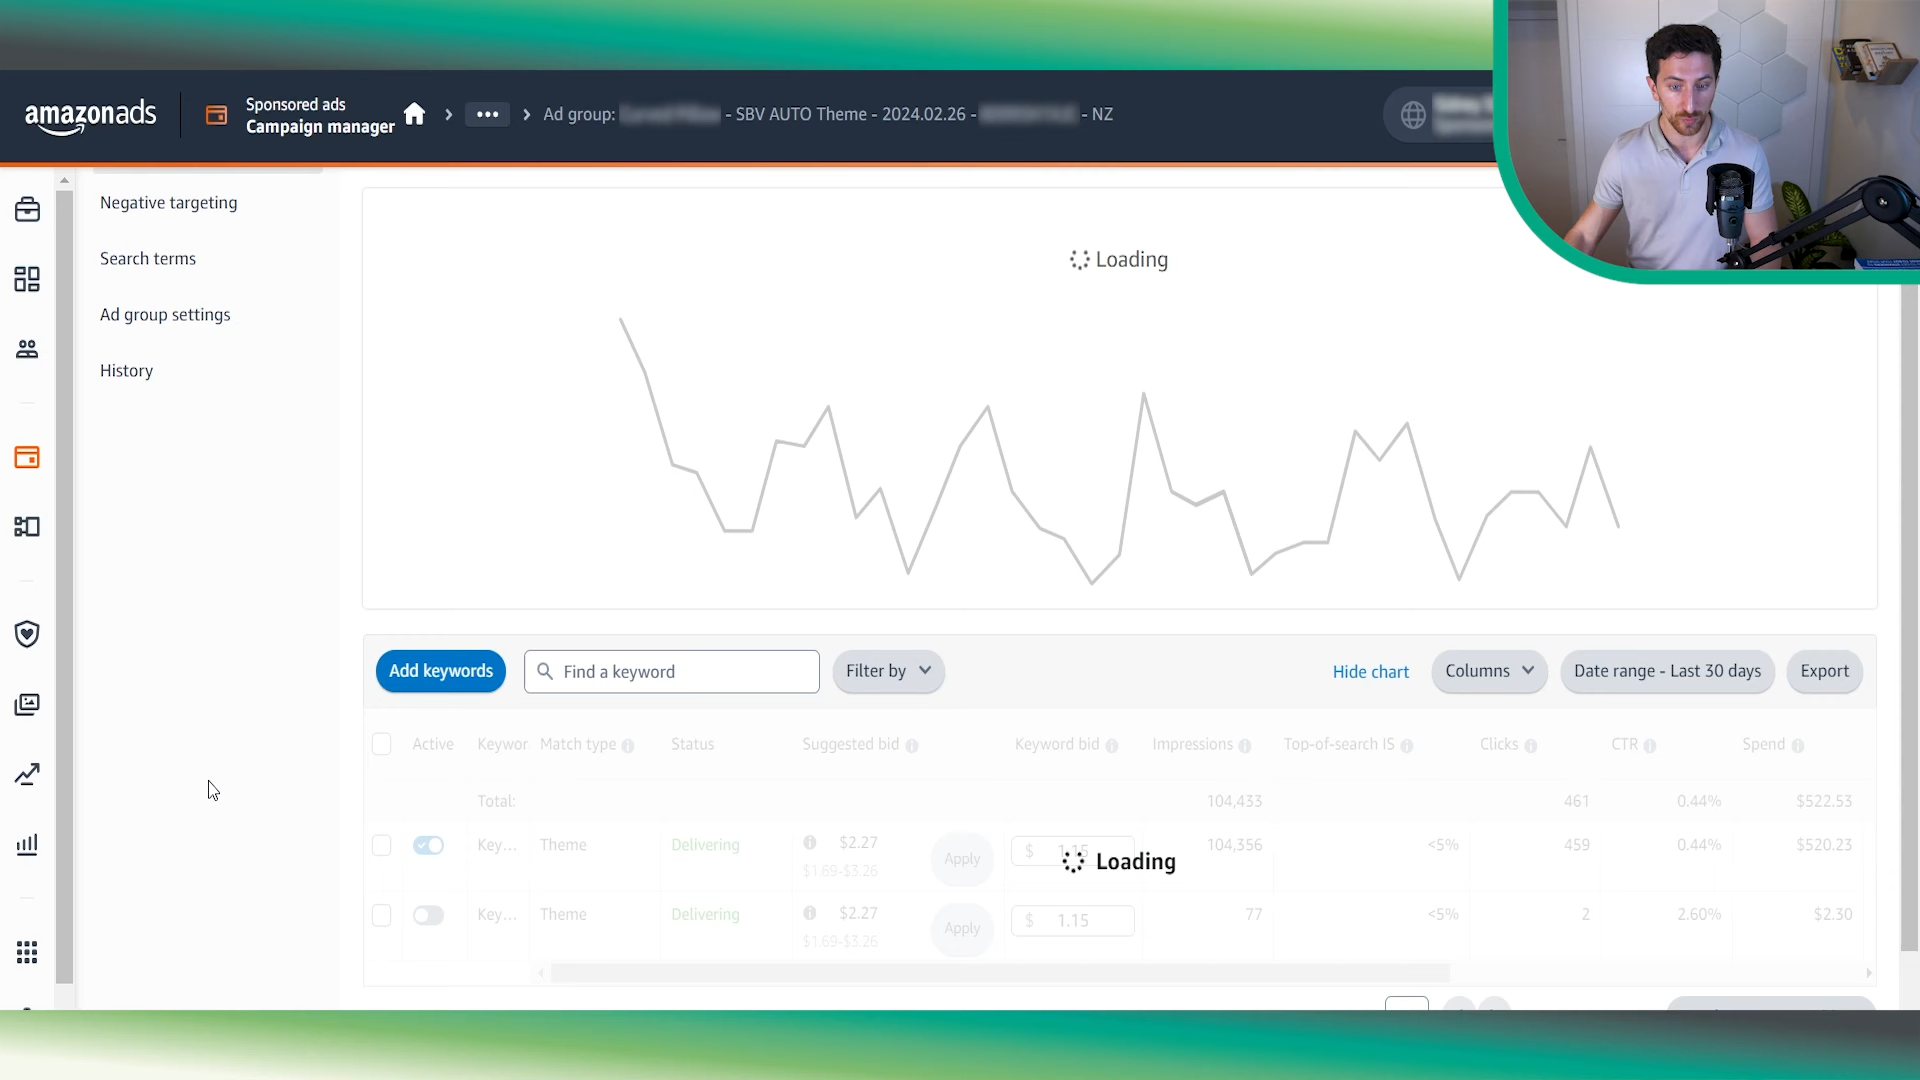 amazonads
Sponsored ads
Campaign manager
...
Ad group:
- SBV AUTO Theme - 2024.02.26 -
- NZ
Negative targeting
Search terms
Ad group settings
History
Loading
Add keywords
Find a keyword
Filter by
Hide chart
Columns
Date range - Last 30 days
Export
Active
Keywor
Match type
Status
Suggested bid
Keyword bid
Impressions
Top-of-search IS
Clicks
CTR
Spend
Total:
104,433
461
0.44%
$522.53
Key...
Theme
Delivering
$2.27
$1.69-$3.26
Apply
$ 1.15
Loading
104,356
<5%
459
0.44%
$520.23
Key...
Theme
Delivering
$2.27
$1.69-$3.26
Apply
$ 1.15
77
<5%
2
2.60%
$2.30